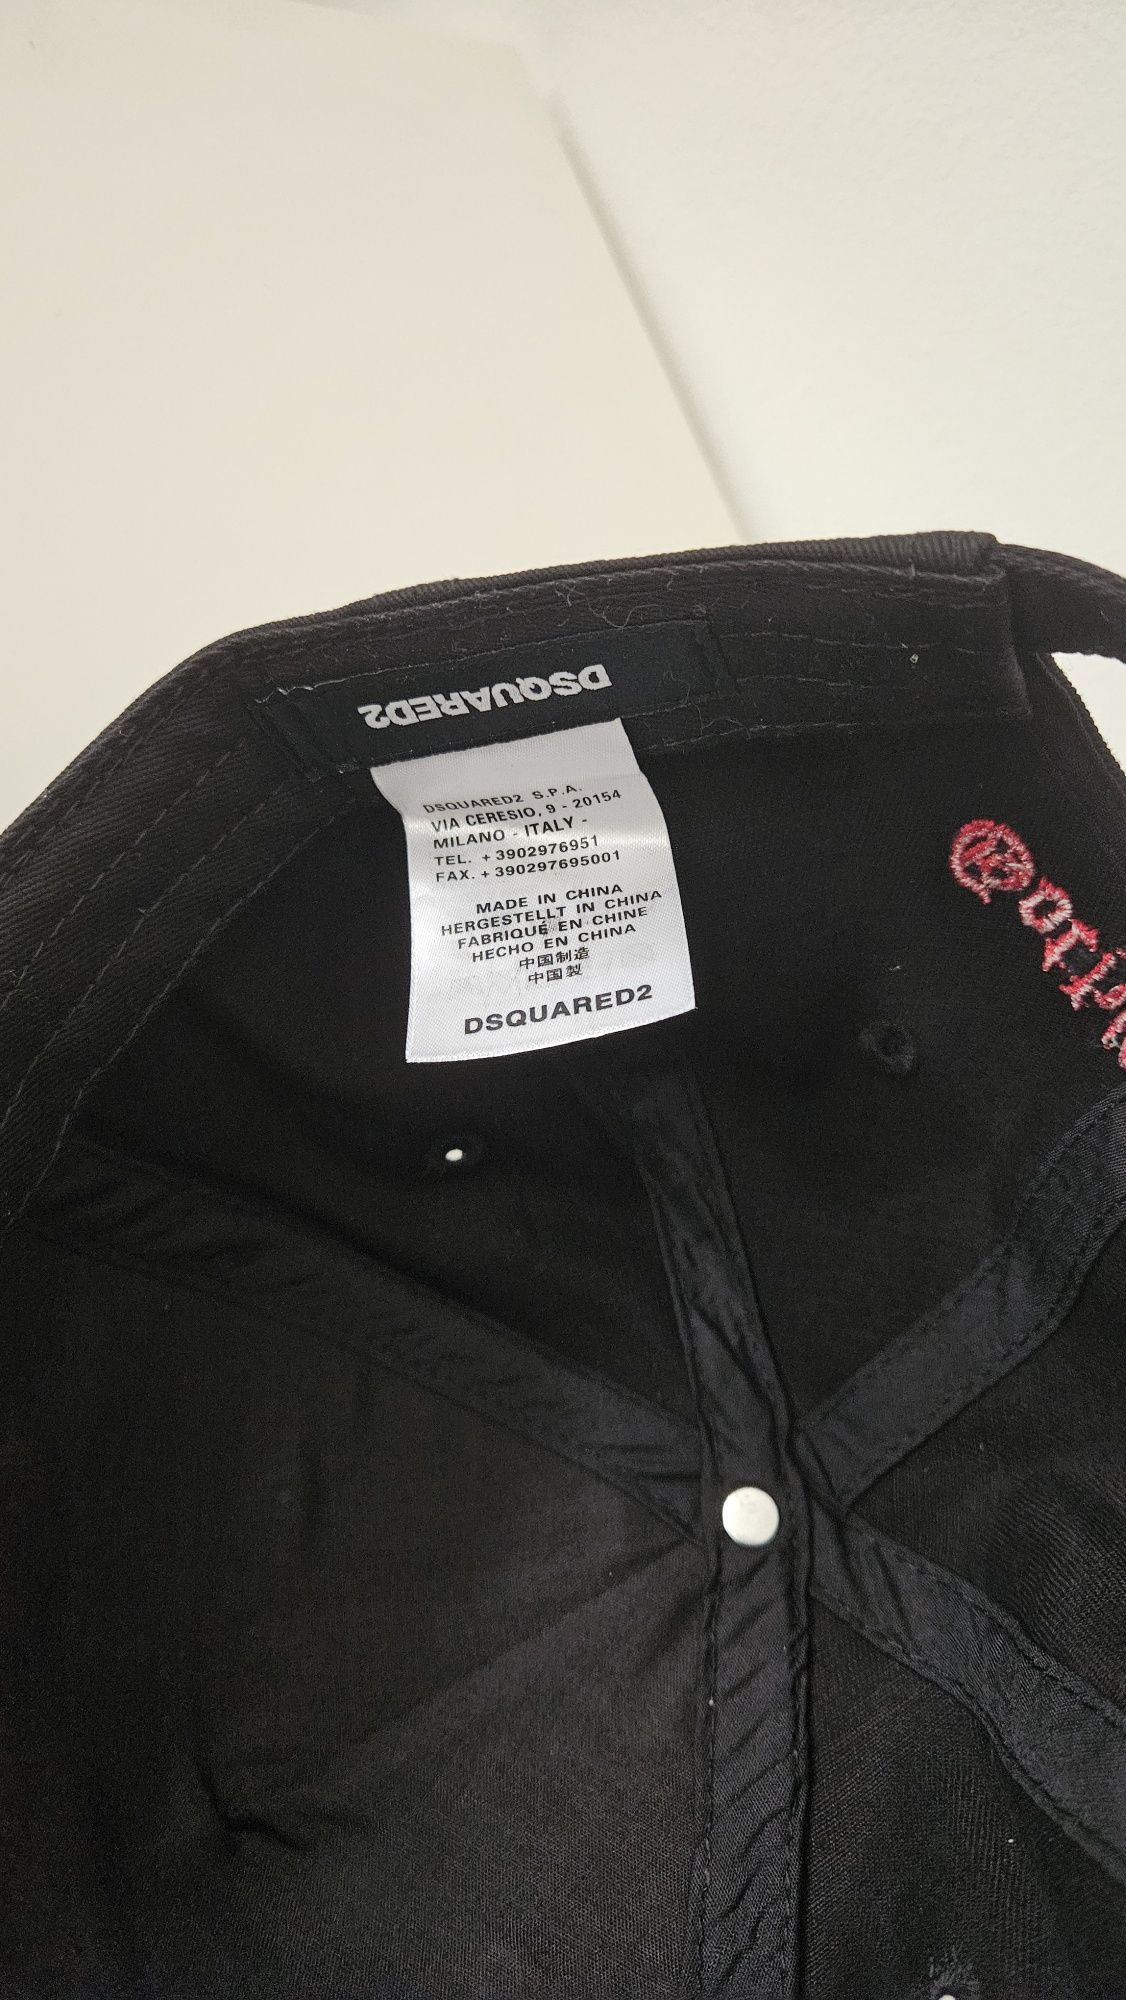 DSQUARED2
DSQUARED2 S.P.A.
VIA CERESIO, 9 - 20154
MILANO - ITALY -
TEL. +3902976951
FAX. +390297695001
MADE IN CHINA
HERGESTELLT IN CHINA
FABRIQUÉ EN CHINE
HECHO EN CHINA
中国制造
中国製
DSQUARED2